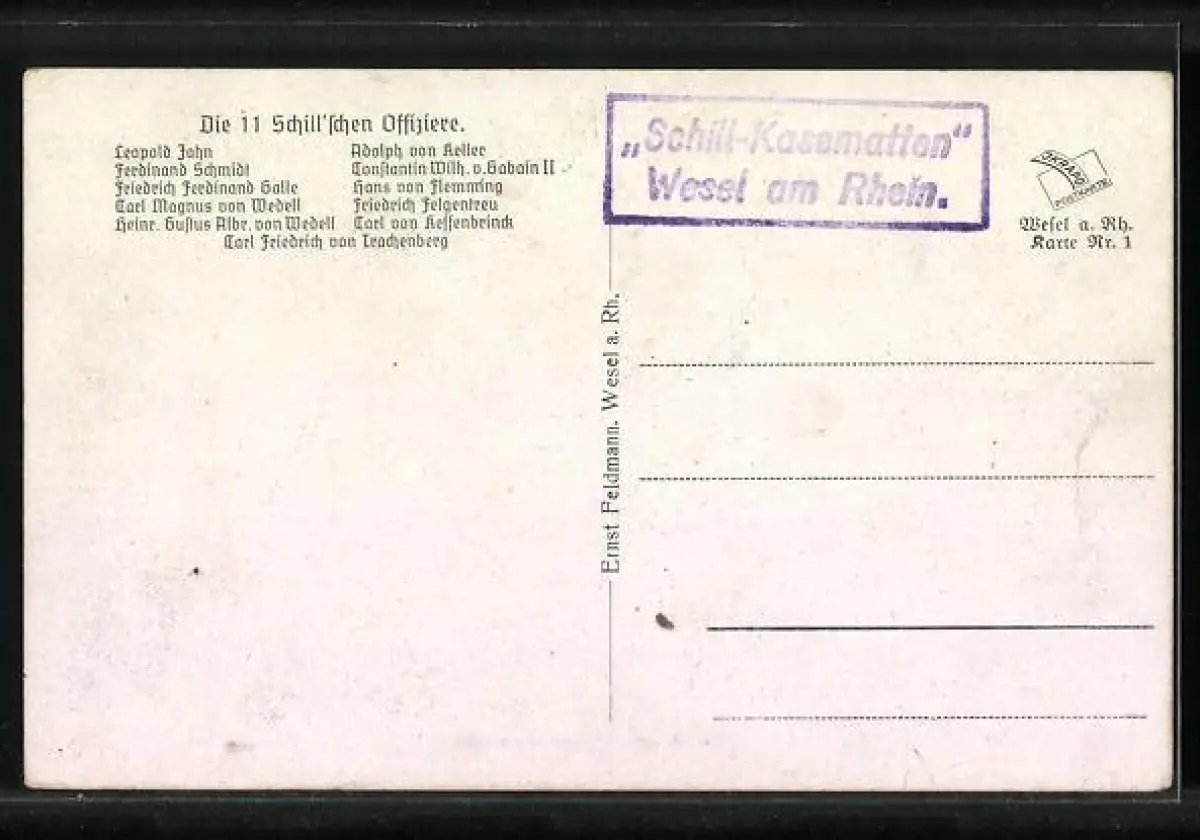 Die 11 Schill'schen Offiziere.
Leopold Jahn
Ferdinand Schmidt
Friedrich Ferdinand Galle
Carl Magnus von Wedell
Heinr. Gustus Albr. von Wedell
Adolph von Keller
Constantin Wilh. v. Gabain II
Hans von Flemming
Friedrich Felgentreu
Carl von Keffenbrinck
Carl Friedrich von Trachenberg
„Schill-Kasematten“
Wesel am Rhein.
POSTKARTE
Wesel a. Rh.
Karte Nr. 1
Ernst Feldmann. Wesel a. Rh.